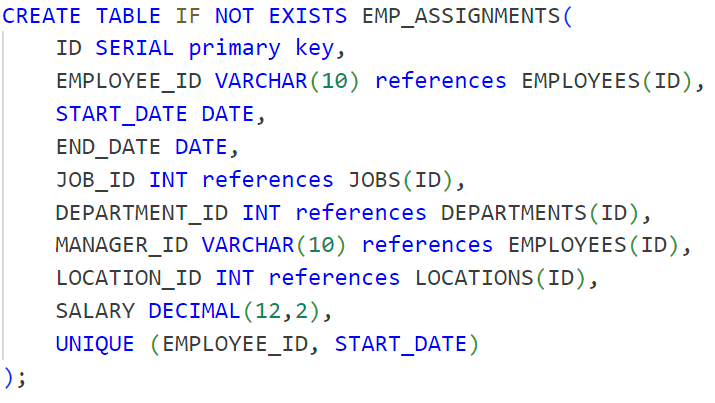 CREATE TABLE IF NOT EXISTS EMP_ASSIGNMENTS(
    ID SERIAL primary key,
    EMPLOYEE_ID VARCHAR(10) references EMPLOYEES(ID),
    START_DATE DATE,
    END_DATE DATE,
    JOB_ID INT references JOBS(ID),
    DEPARTMENT_ID INT references DEPARTMENTS(ID),
    MANAGER_ID VARCHAR(10) references EMPLOYEES(ID),
    LOCATION_ID INT references LOCATIONS(ID),
    SALARY DECIMAL(12,2),
    UNIQUE (EMPLOYEE_ID, START_DATE)
);